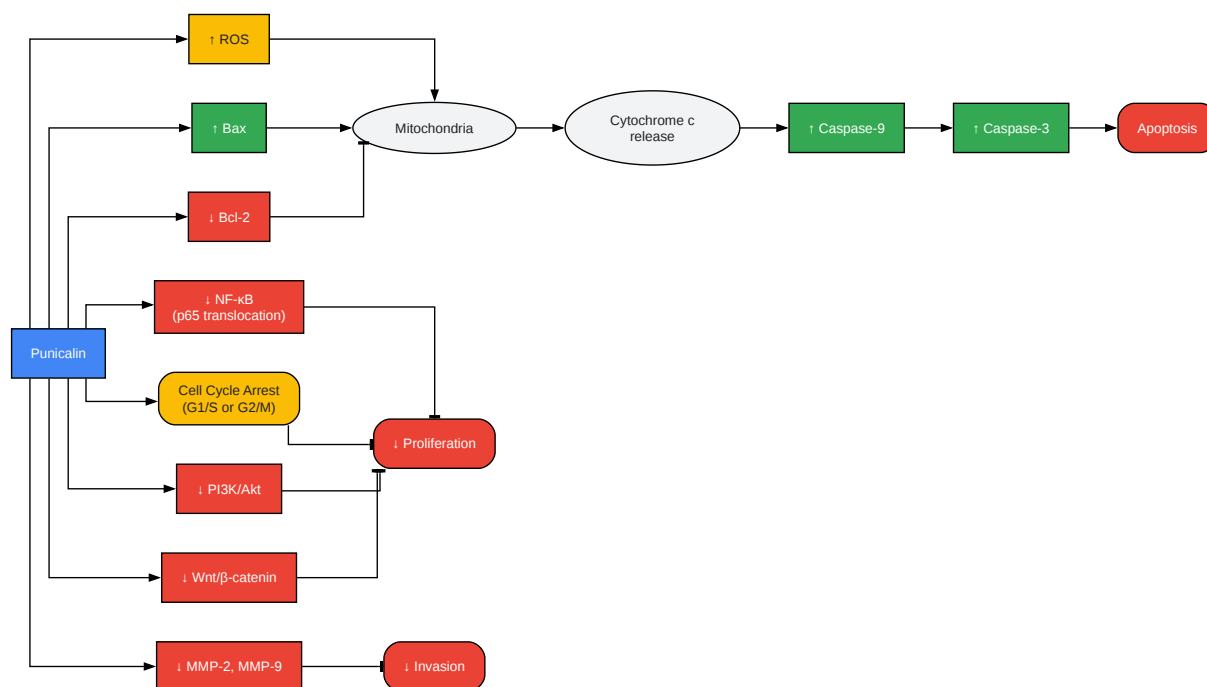 ↑ ROS
↑ Bax
Mitochondria
Cytochrome c
release
↑ Caspase-9
↑ Caspase-3
Apoptosis
↓ Bcl-2
↓ NF-κB
(p65 translocation)
Punicalin
Cell Cycle Arrest
(G1/S or G2/M)
↓ Proliferation
↓ PI3K/Akt
↓ Wnt/β-catenin
↓ MMP-2, MMP-9
↓ Invasion